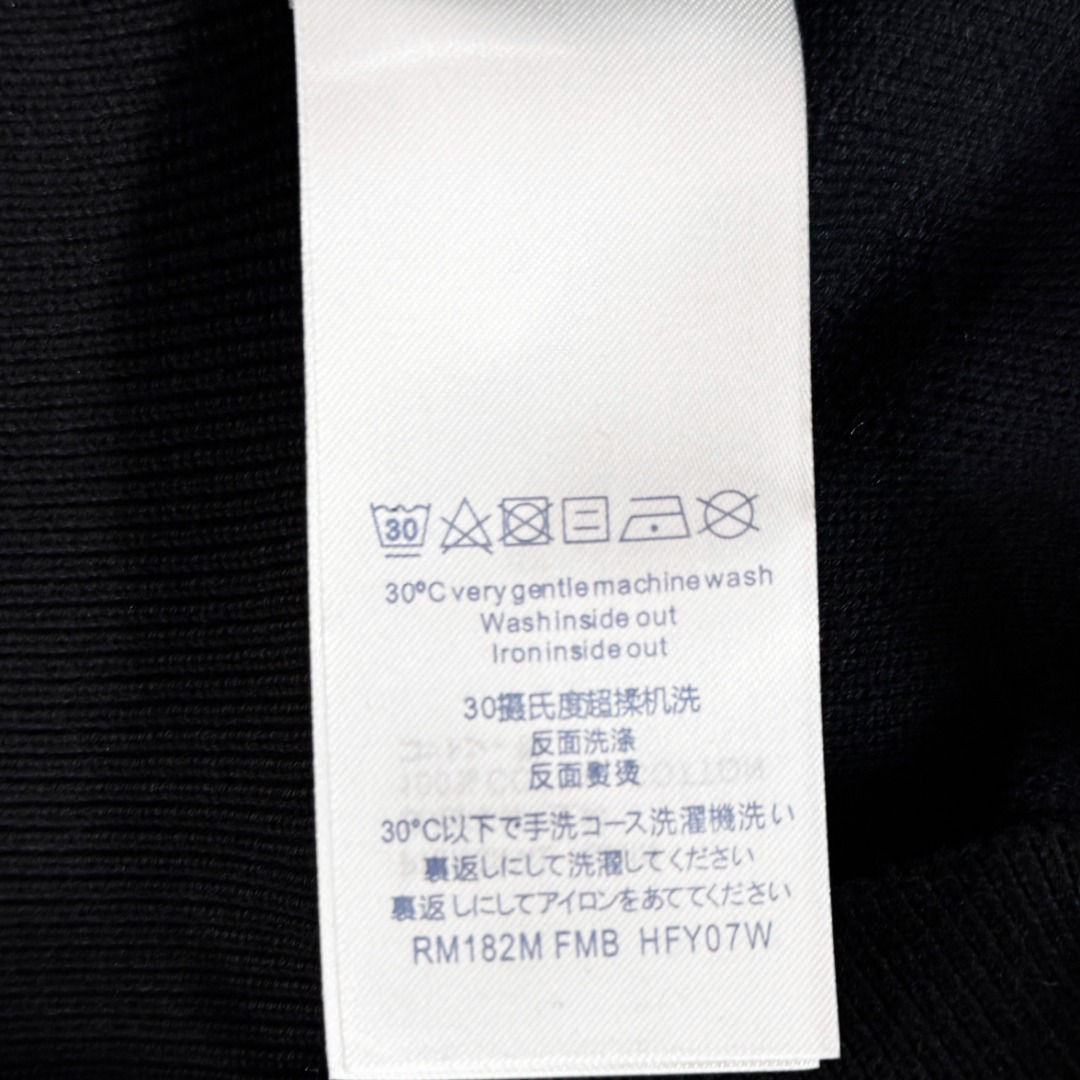 30
30°C very gentle machine wash
Wash inside out
Iron inside out
30摄氏度超揉机洗
反面洗涤
反面熨烫
30°C以下で手洗コース洗濯機洗い
裏返しにして洗濯してください
裏返しにしてアイロンをあててください
RM182M FMB HFY07W